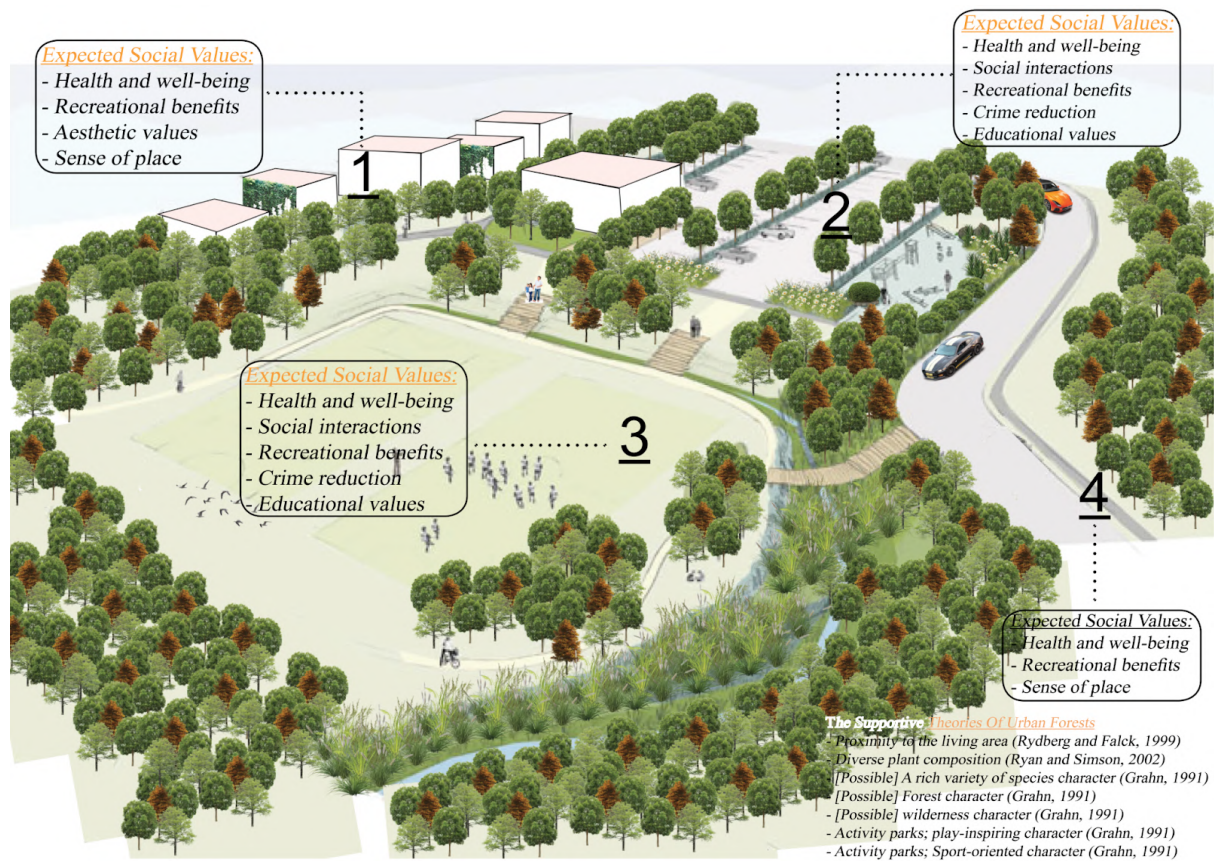 Expected Social Values:
- Health and well-being
- Recreational benefits
- Aesthetic values
- Sense of place
Expected Social Values:
- Health and well-being
- Social interactions
- Recreational benefits
- Crime reduction
- Educational values
1
2
Expected Social Values:
- Health and well-being
- Social interactions
- Recreational benefits
- Crime reduction
- Educational values
3
4
Expected Social Values:
- Health and well-being
- Recreational benefits
- Sense of place
The Supportive Theories Of Urban Forests
- Proximity to the living area (Rydberg and Falck, 1999)
- Diverse plant composition (Ryan and Simson, 2002)
- [Possible] A rich variety of species character (Grahn, 1991)
- [Possible] Forest character (Grahn, 1991)
- [Possible] wilderness character (Grahn, 1991)
- Activity parks; play-inspiring character (Grahn, 1991)
- Activity parks; Sport-oriented character (Grahn, 1991)